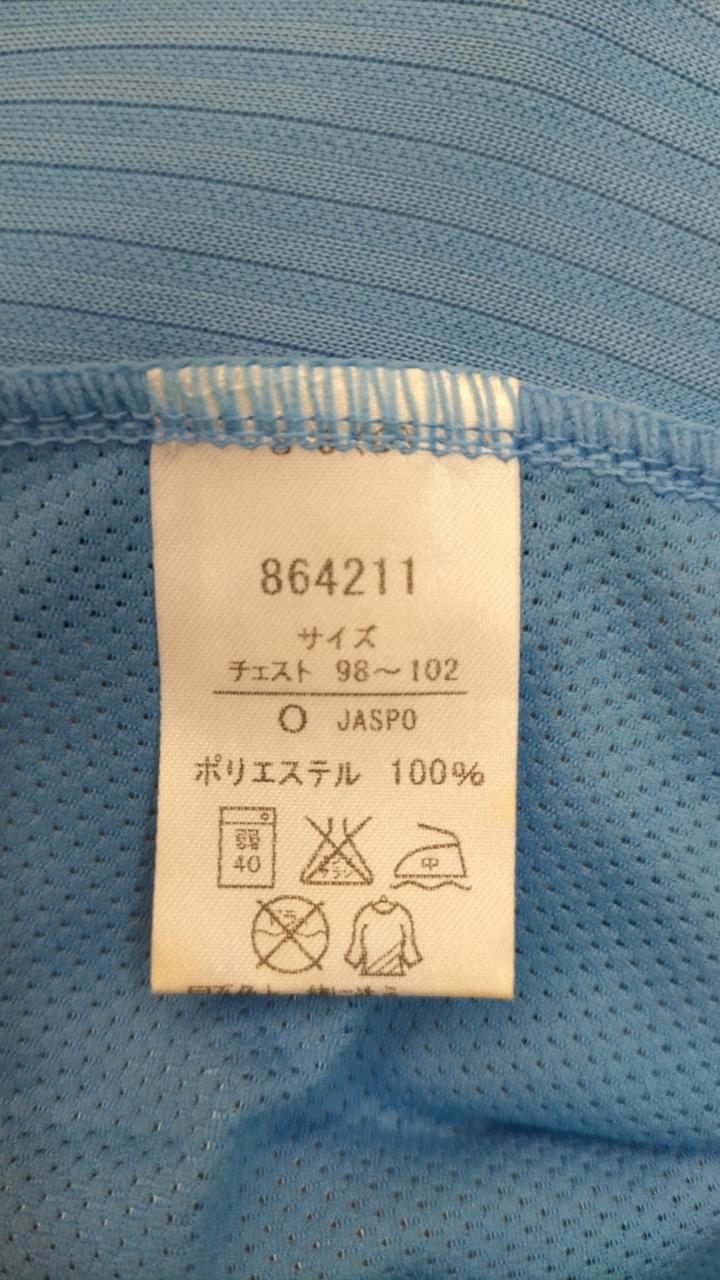 864211
サイズ
チェスト 98～102
O JASPO
ポリエステル 100%
弱
40
中